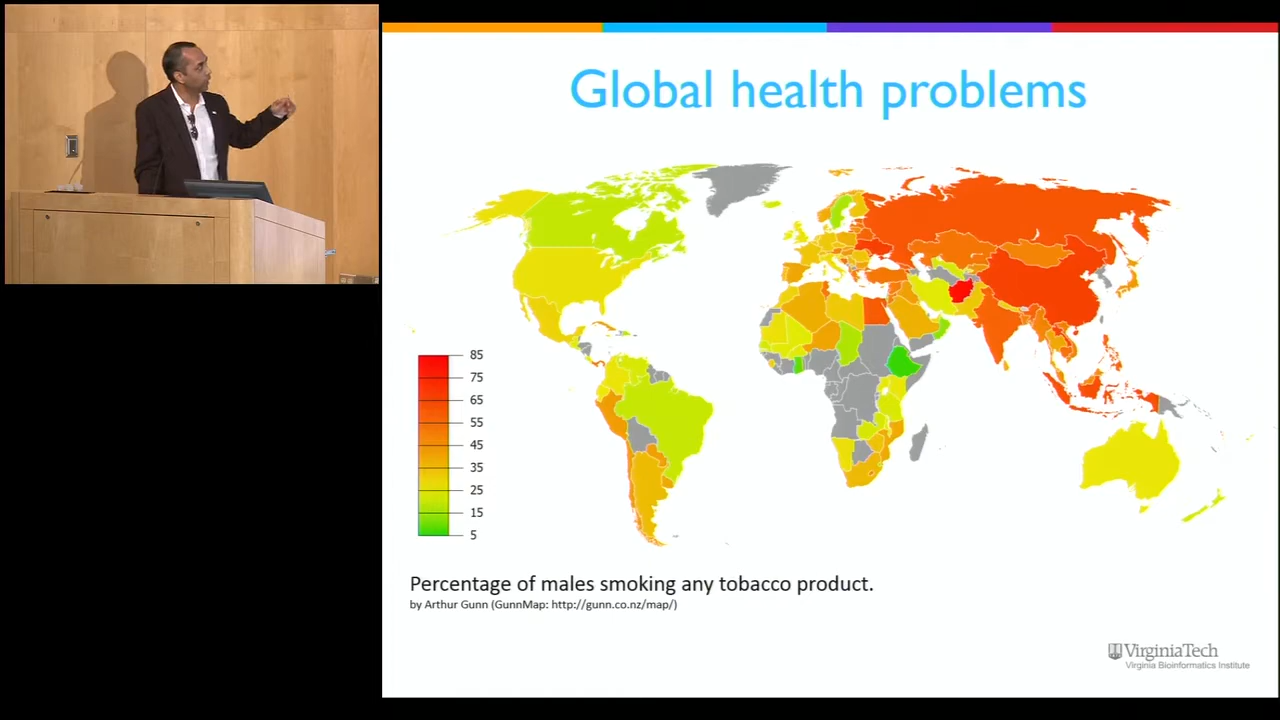 Global health problems
85
75
65
55
45
35
25
15
5
Percentage of males smoking any tobacco product.
by Arthur Gunn (GunnMap: http://gunn.co.nz/map/)
VirginiaTech
Virginia Bioinformatics Institute